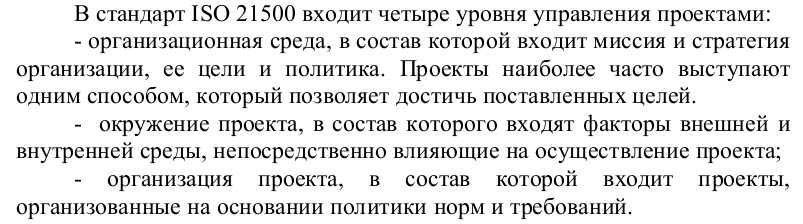 В стандарт ISO 21500 входит четыре уровня управления проектами:
- организационная среда, в состав которой входит миссия и стратегия
организации, ее цели и политика. Проекты наиболее часто выступают
одним способом, который позволяет достичь поставленных целей.
- окружение проекта, в состав которого входят факторы внешней и
внутренней среды, непосредственно влияющие на осуществление проекта;
- организация проекта, в состав которой входит проекты,
организованные на основании политики норм и требований.